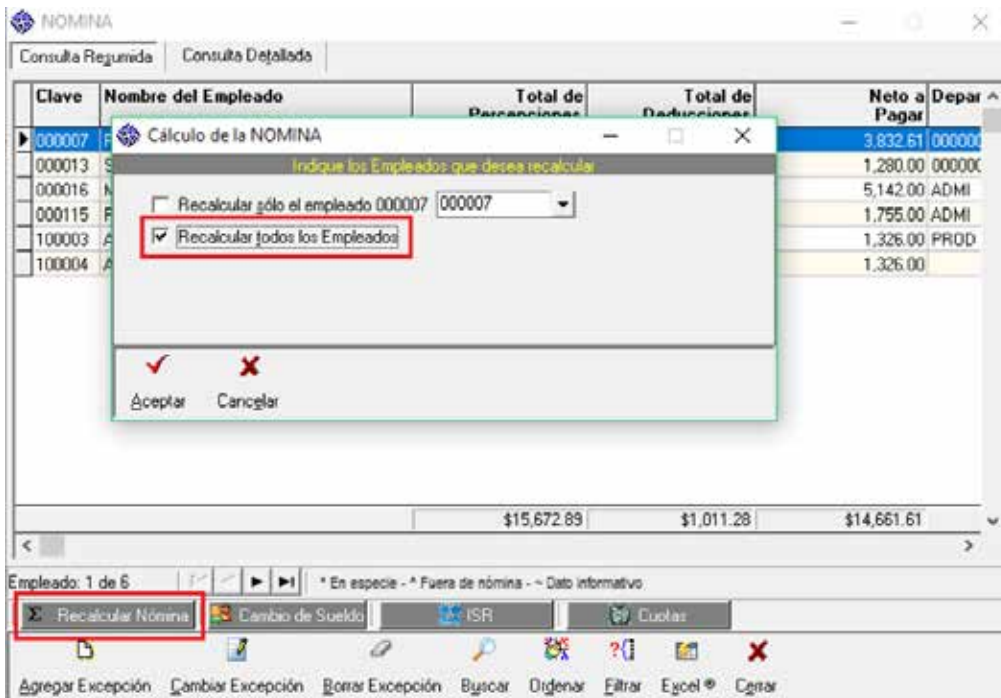 NOMINA
Consulta Resumida Consulta Detallada
Clave Nombre del Empleado Total de Percepciones Total de Deducciones Neto a Pagar Depar
000007 3,832.61 000000
000013 S 1,280.00 000000
000016 N 5,142.00 ADMI
000115 1,755.00 ADMI
100003 A 1,326.00 PROD
100004 A 1,326.00
Cálculo de la NOMINA
Indique los Empleados que desea recalcular
Recalcular sólo el empleado 000007 000007
Recalcular todos los Empleados
Aceptar Cancelar
$15,672.89 $1,011.28 $14,661.61
Empleado: 1 de 6 * En especie - ^ Fuera de nómina - ~ Dato informativo
Σ Recalcular Nómina Cambio de Sueldo ISR Cuotas
Agregar Excepción Cambiar Excepción Borrar Excepción Buscar Ordenar Filtrar Excel ® Cerrar